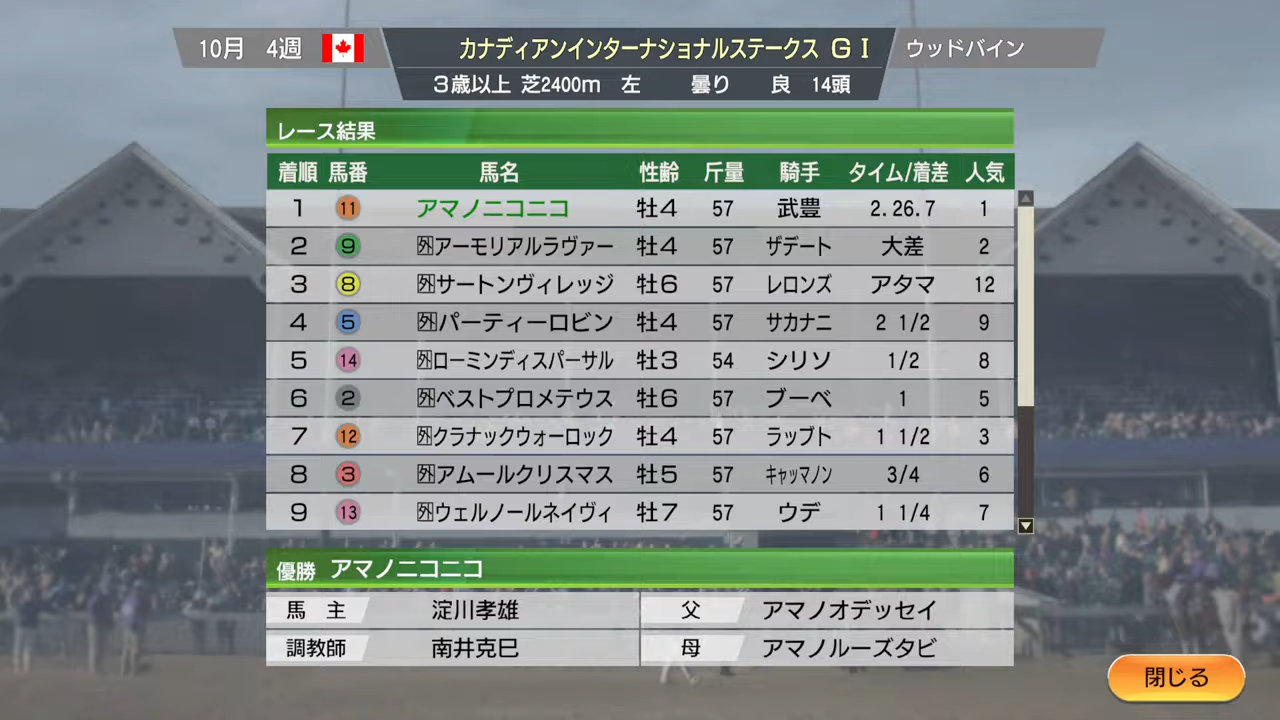 10月 4週 カナディアンインターナショナルステークス GⅠ ウッドバイン
3歳以上 芝2400m 左 曇り 良 14頭
レース結果
着順 馬番 馬名 性齢 斤量 騎手 タイム/着差 人気
1 11 アマノニコニコ 牡4 57 武豊 2.26.7 1
2 9 外アーモリアルラヴァー 牡4 57 ザデート 大差 2
3 8 外サートンヴィレッジ 牡6 57 レロンズ アタマ 12
4 5 外パーティーロビン 牡4 57 サカナニ 2 1/2 9
5 14 外ローミンディスパーサル 牡3 54 シリソ 1/2 8
6 2 外ベストプロメテウス 牡6 57 ブーベ 1 5
7 12 外クラナックウォーロック 牡4 57 ラップト 1 1/2 3
8 3 外アムールクリスマス 牡5 57 キャッマノン 3/4 6
9 13 外ウェルノールネイヴィ 牡7 57 ウデ 1 1/4 7
優勝 アマノニコニコ
馬主 淀川孝雄 父 アマノオデッセイ
調教師 南井克巳 母 アマノルーズタビ
閉じる